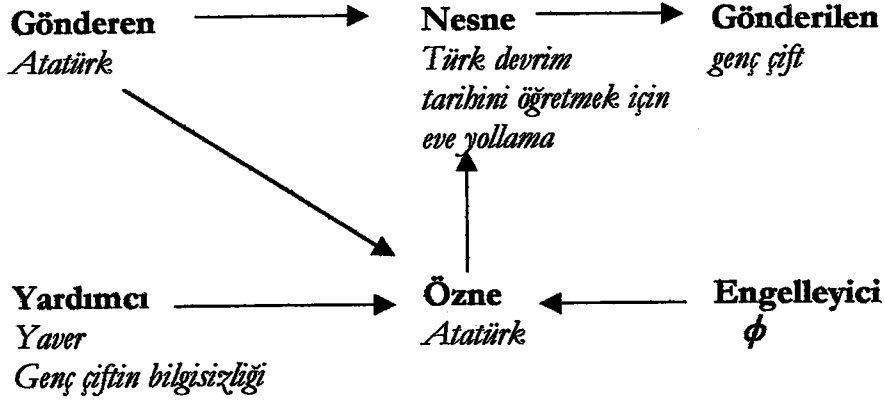 Gönderen
Atatürk
Nesne
Türk devrim
tarihini öğretmek için
eve yollama
Gönderilen
genç çift
Yardımcı
Yaver
Genç çiftin bilgisizliği
Özne
Atatürk
Engelleyici
ϕ